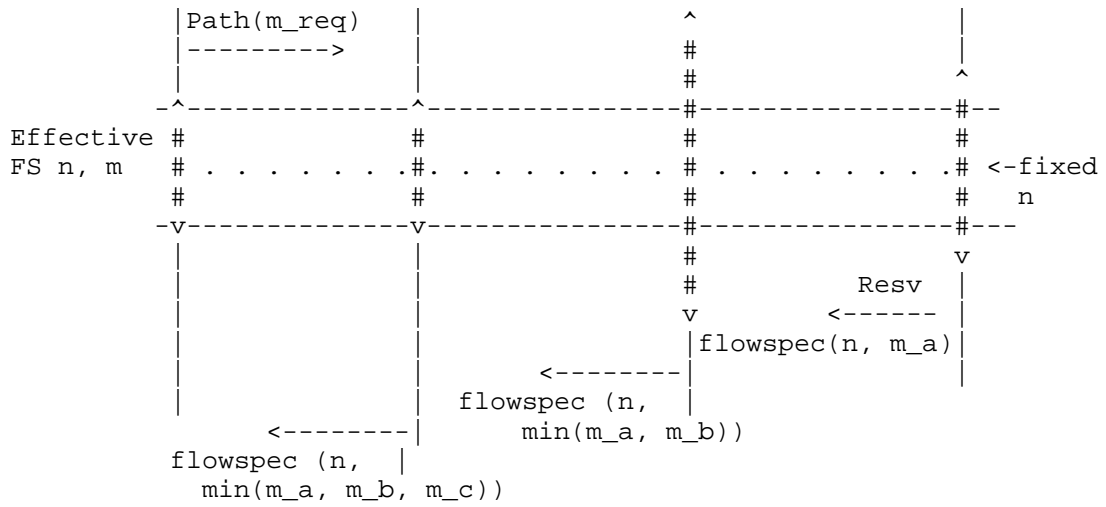 Path(m_req)
Effective
FS n, m
<-fixed
n
Resv
flowspec(n, m_a)
flowspec (n,
min(m_a, m_b))
flowspec (n,
min(m_a, m_b, m_c))